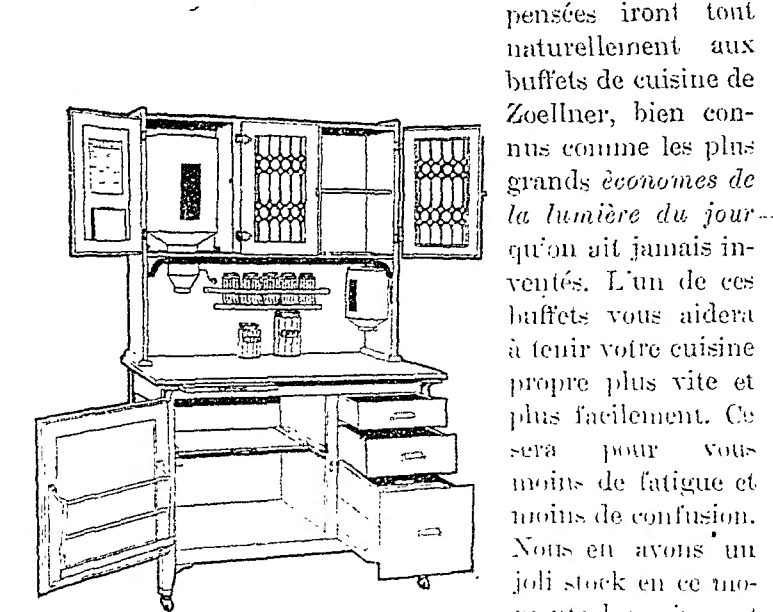 pensées iront tout
naturellement aux
buffets de cuisine de
Zoellner, bien con-
nus comme les plus
grands èconomes de
la lumière du jour--
qu'on ait jamais in-
ventés. L'un de ces
buffets vous aidera
à tenir votre cuisine
propre plus vite et
plus facilement. Ce
sera pour vous
moins de fatigue et
moins de confusion.
Nous en avons un
joli stock en ce mo-